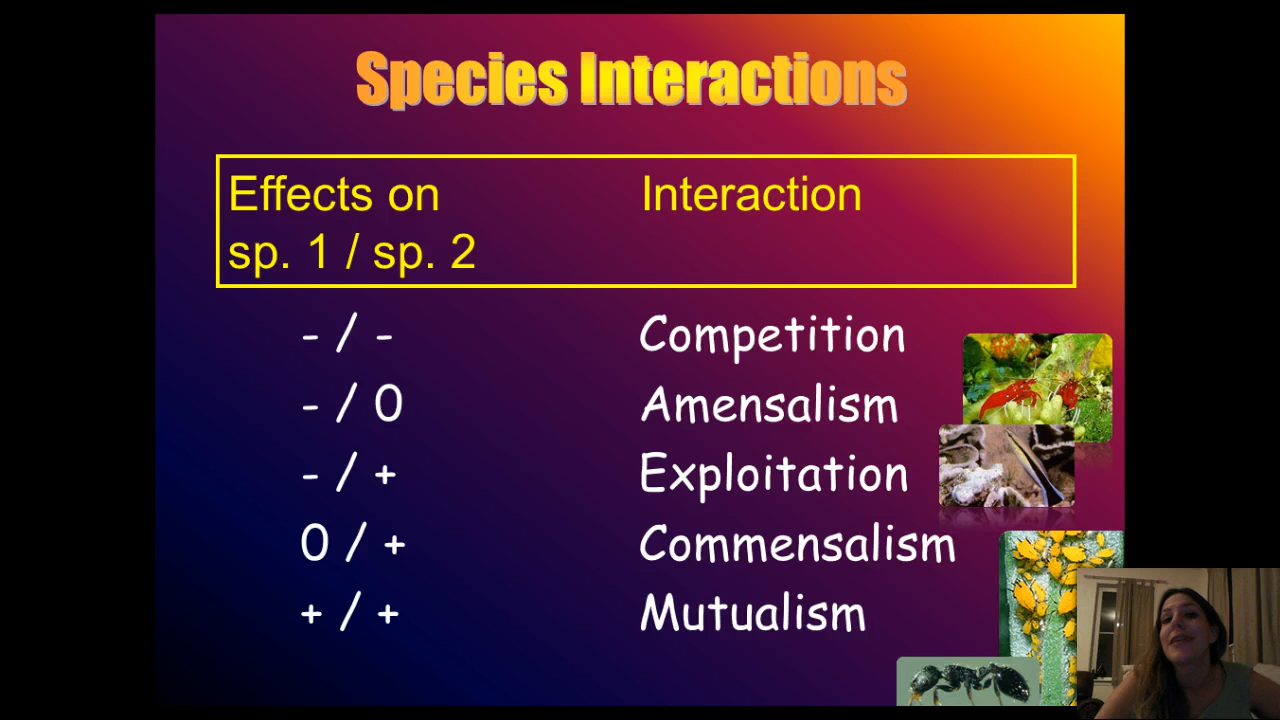 Species Interactions
Effects on Interaction
sp. 1 / sp. 2
- / - Competition
- / 0 Amensalism
- / + Exploitation
0 / + Commensalism
+ / + Mutualism